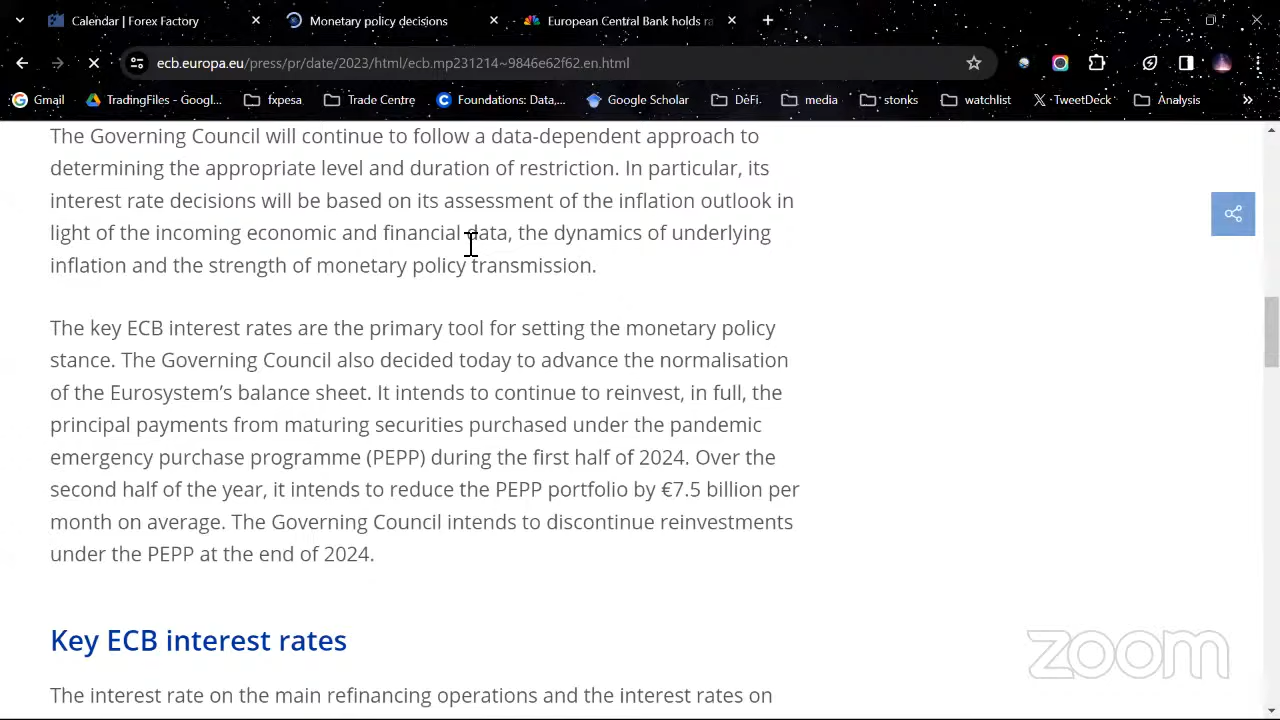 Calendar | Forex Factory
Monetary policy decisions
European Central Bank holds ra
ecb.europa.eu/press/pr/date/2023/html/ecb.mp231214~9846e62f62.en.html
Gmail
TradingFiles - Googl...
fxpesa
Trade Centre
Foundations: Data,...
Google Scholar
DeFi
media
stonks
watchlist
TweetDeck
Analysis
The Governing Council will continue to follow a data-dependent approach to
determining the appropriate level and duration of restriction. In particular, its
interest rate decisions will be based on its assessment of the inflation outlook in
light of the incoming economic and financial data, the dynamics of underlying
inflation and the strength of monetary policy transmission.
The key ECB interest rates are the primary tool for setting the monetary policy
stance. The Governing Council also decided today to advance the normalisation
of the Eurosystem’s balance sheet. It intends to continue to reinvest, in full, the
principal payments from maturing securities purchased under the pandemic
emergency purchase programme (PEPP) during the first half of 2024. Over the
second half of the year, it intends to reduce the PEPP portfolio by €7.5 billion per
month on average. The Governing Council intends to discontinue reinvestments
under the PEPP at the end of 2024.
Key ECB interest rates
The interest rate on the main refinancing operations and the interest rates on
zoom